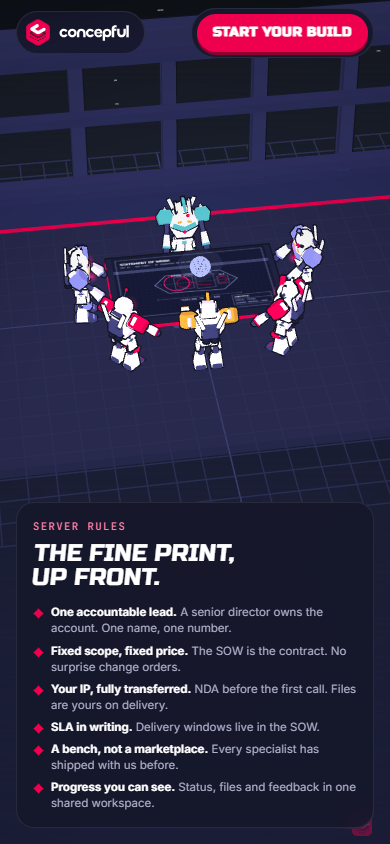 concepful
START YOUR BUILD
STATEMENT OF WORK
SERVER RULES
THE FINE PRINT,
UP FRONT.
One accountable lead. A senior director owns the
account. One name, one number.
Fixed scope, fixed price. The SOW is the contract. No
surprise change orders.
Your IP, fully transferred. NDA before the first call. Files
are yours on delivery.
SLA in writing. Delivery windows live in the SOW.
A bench, not a marketplace. Every specialist has
shipped with us before.
Progress you can see. Status, files and feedback in one
shared workspace.